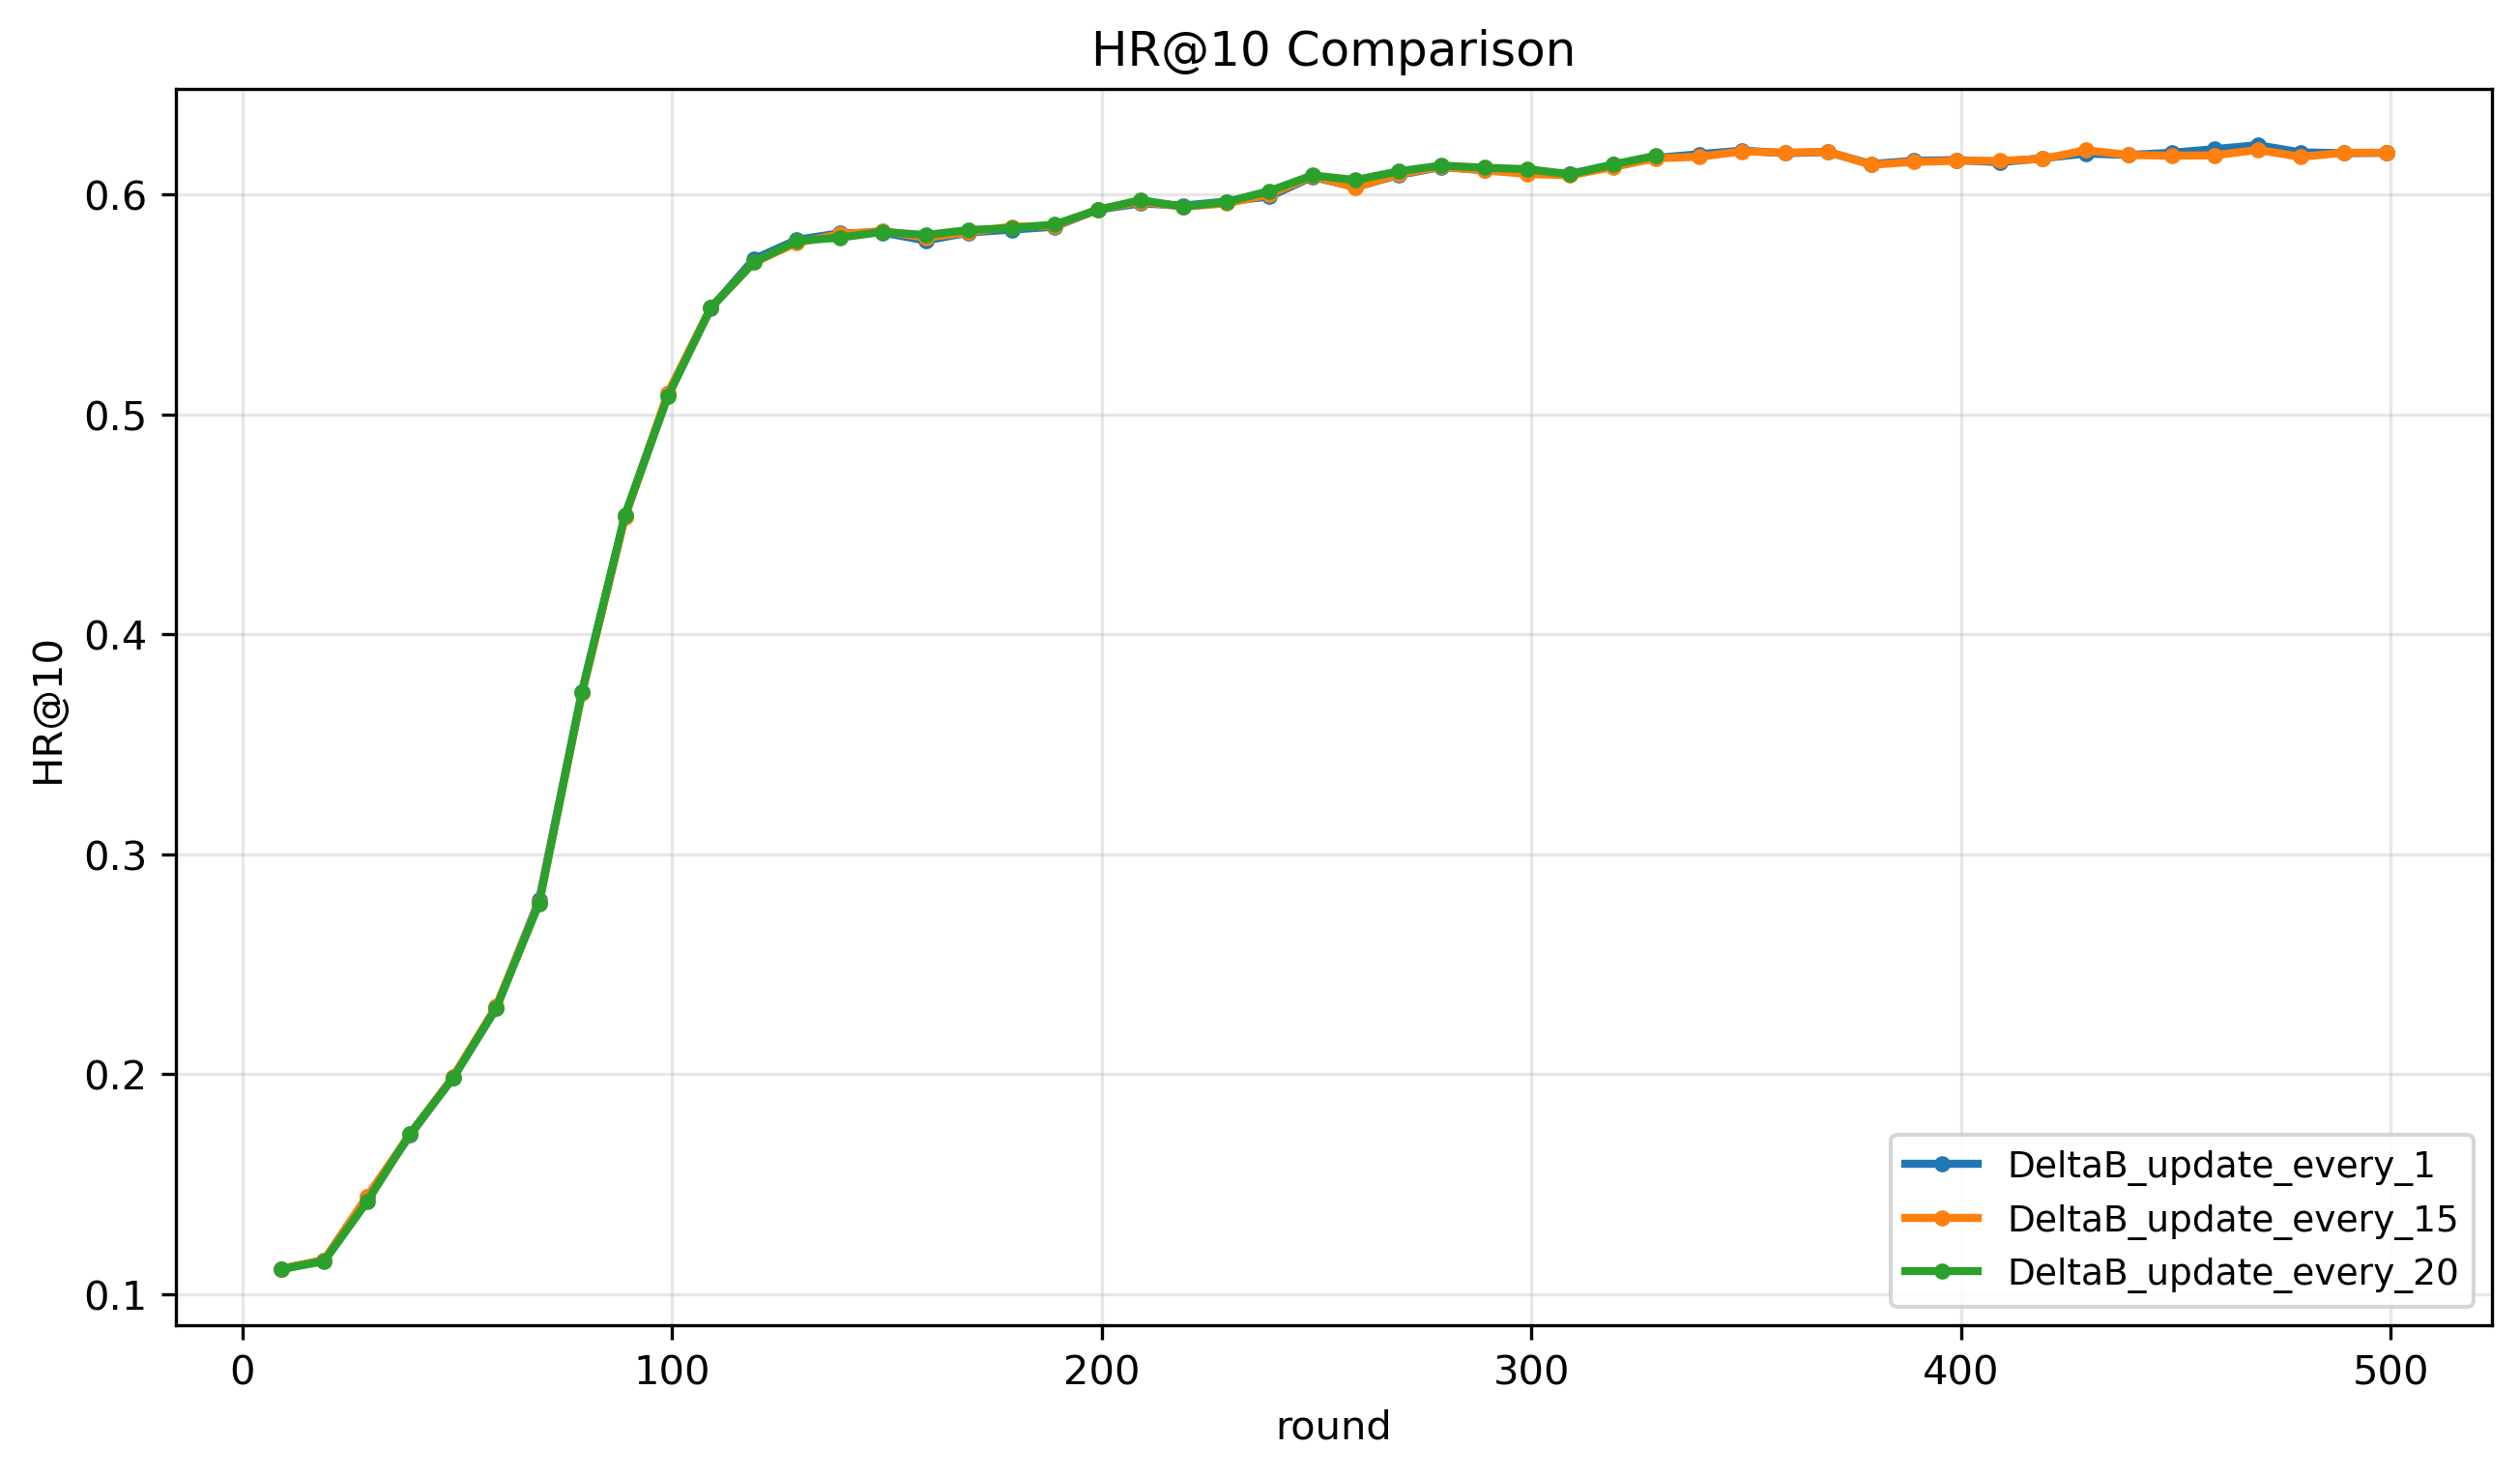 HR@10 Comparison
HR@10
0.6
0.5
0.4
0.3
0.2
0.1
0 100 200 300 400 500
round
DeltaB_update_every_1
DeltaB_update_every_15
DeltaB_update_every_20